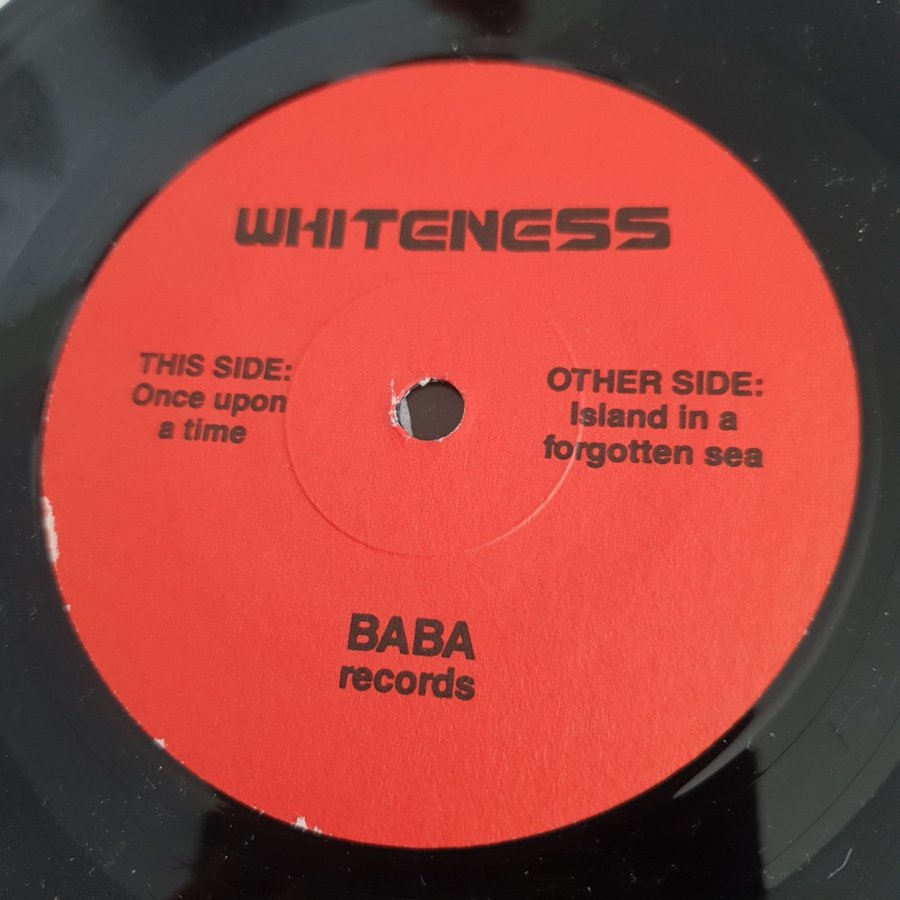 WHITENESS
THIS SIDE:
Once upon
a time
OTHER SIDE:
Island in a
forgotten sea
BABA
records